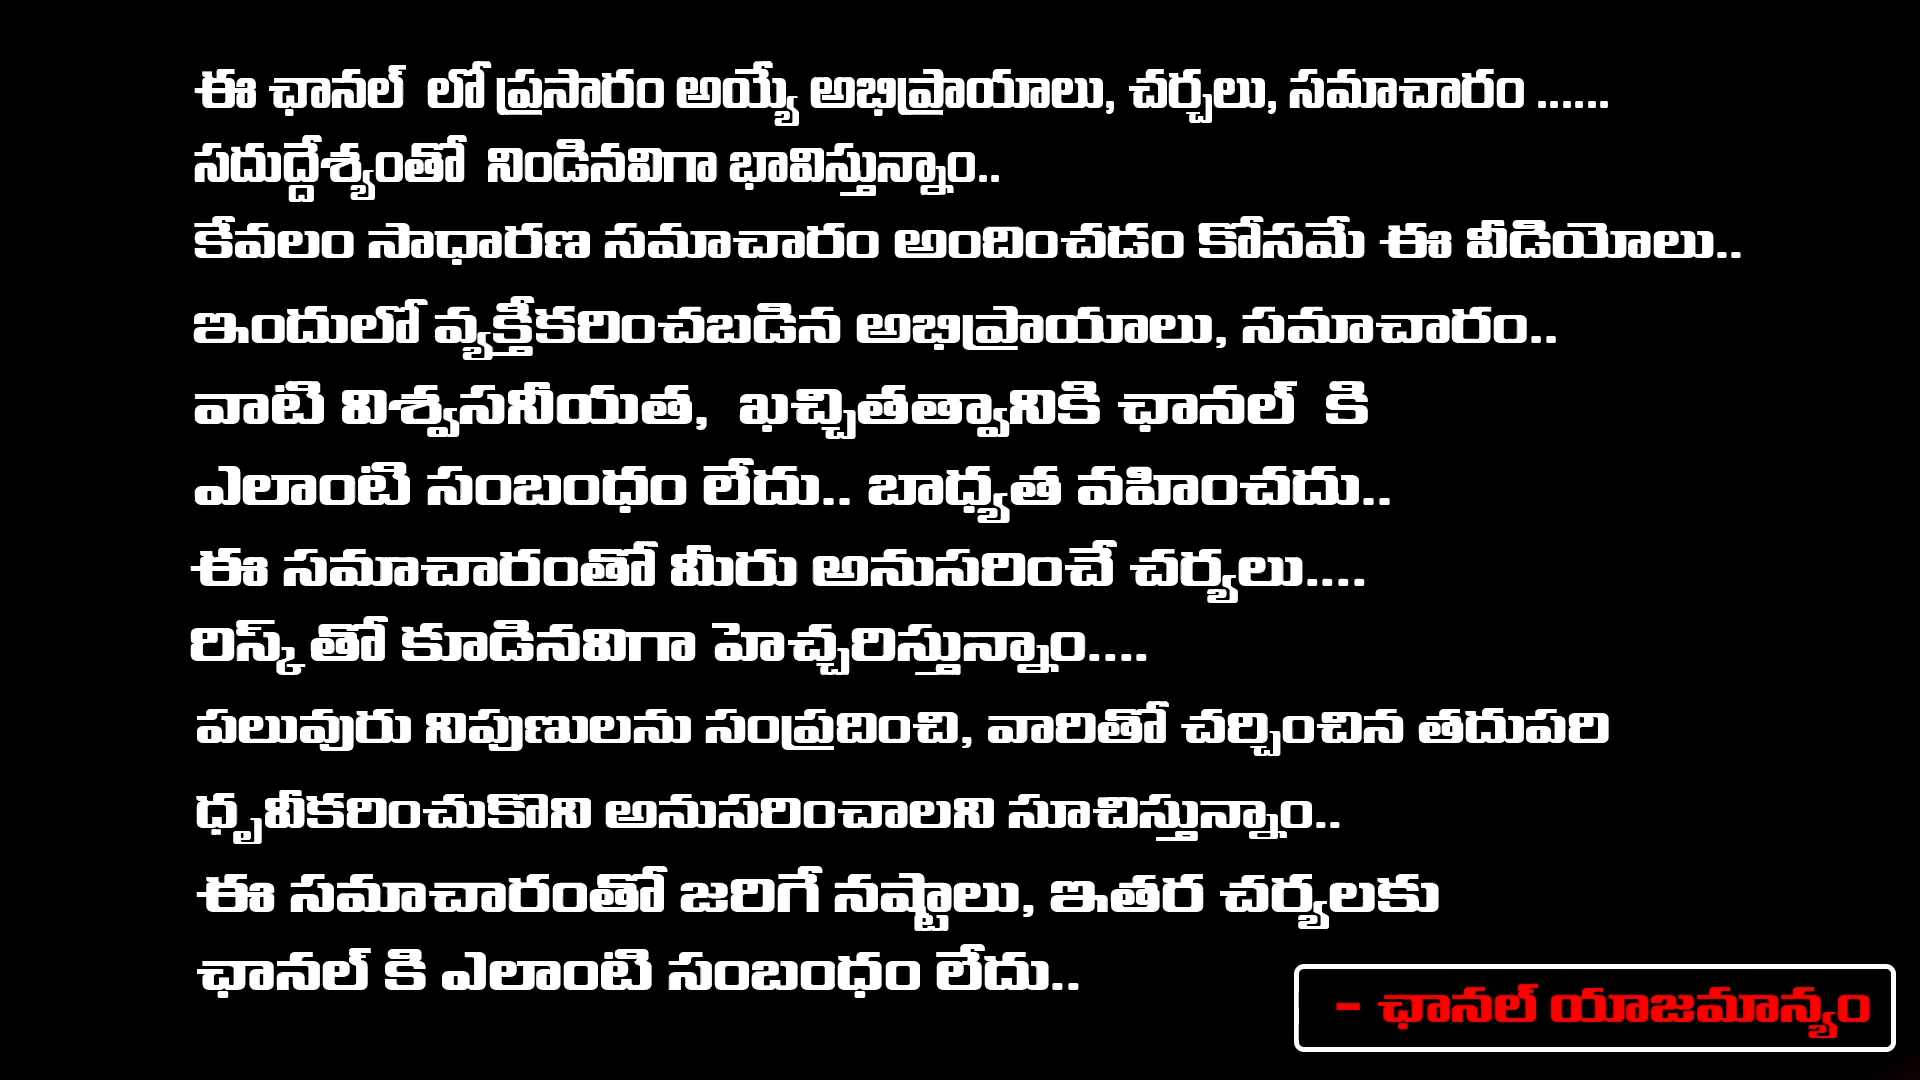 ఈ ఛానల్ లో ప్రసారం అయ్యే అభిప్రాయాలు, చర్చలు, సమాచారం ......
సదుద్దేశ్యంతో నిండినవిగా భావిస్తున్నాం..
కేవలం సాధారణ సమాచారం అందించడం కోసమే ఈ వీడియోలు..
ఇందులో వ్యక్తీకరించబడిన అభిప్రాయాలు, సమాచారం..
వాటి విశ్వసనీయత, ఖచ్చితత్వానికి ఛానల్ కి
ఎలాంటి సంబంధం లేదు.. బాధ్యత వహించదు..
ఈ సమాచారంతో మీరు అనుసరించే చర్యలు....
రిస్క్ తో కూడినవిగా హెచ్చరిస్తున్నాం....
పలువురు నిపుణులను సంప్రదించి, వారితో చర్చించిన తదుపరి
ధృవీకరించుకొని అనుసరించాలని సూచిస్తున్నాం..
ఈ సమాచారంతో జరిగే నష్టాలు, ఇతర చర్యలకు
ఛానల్ కి ఎలాంటి సంబంధం లేదు..
- ఛానల్ యాజమాన్యం